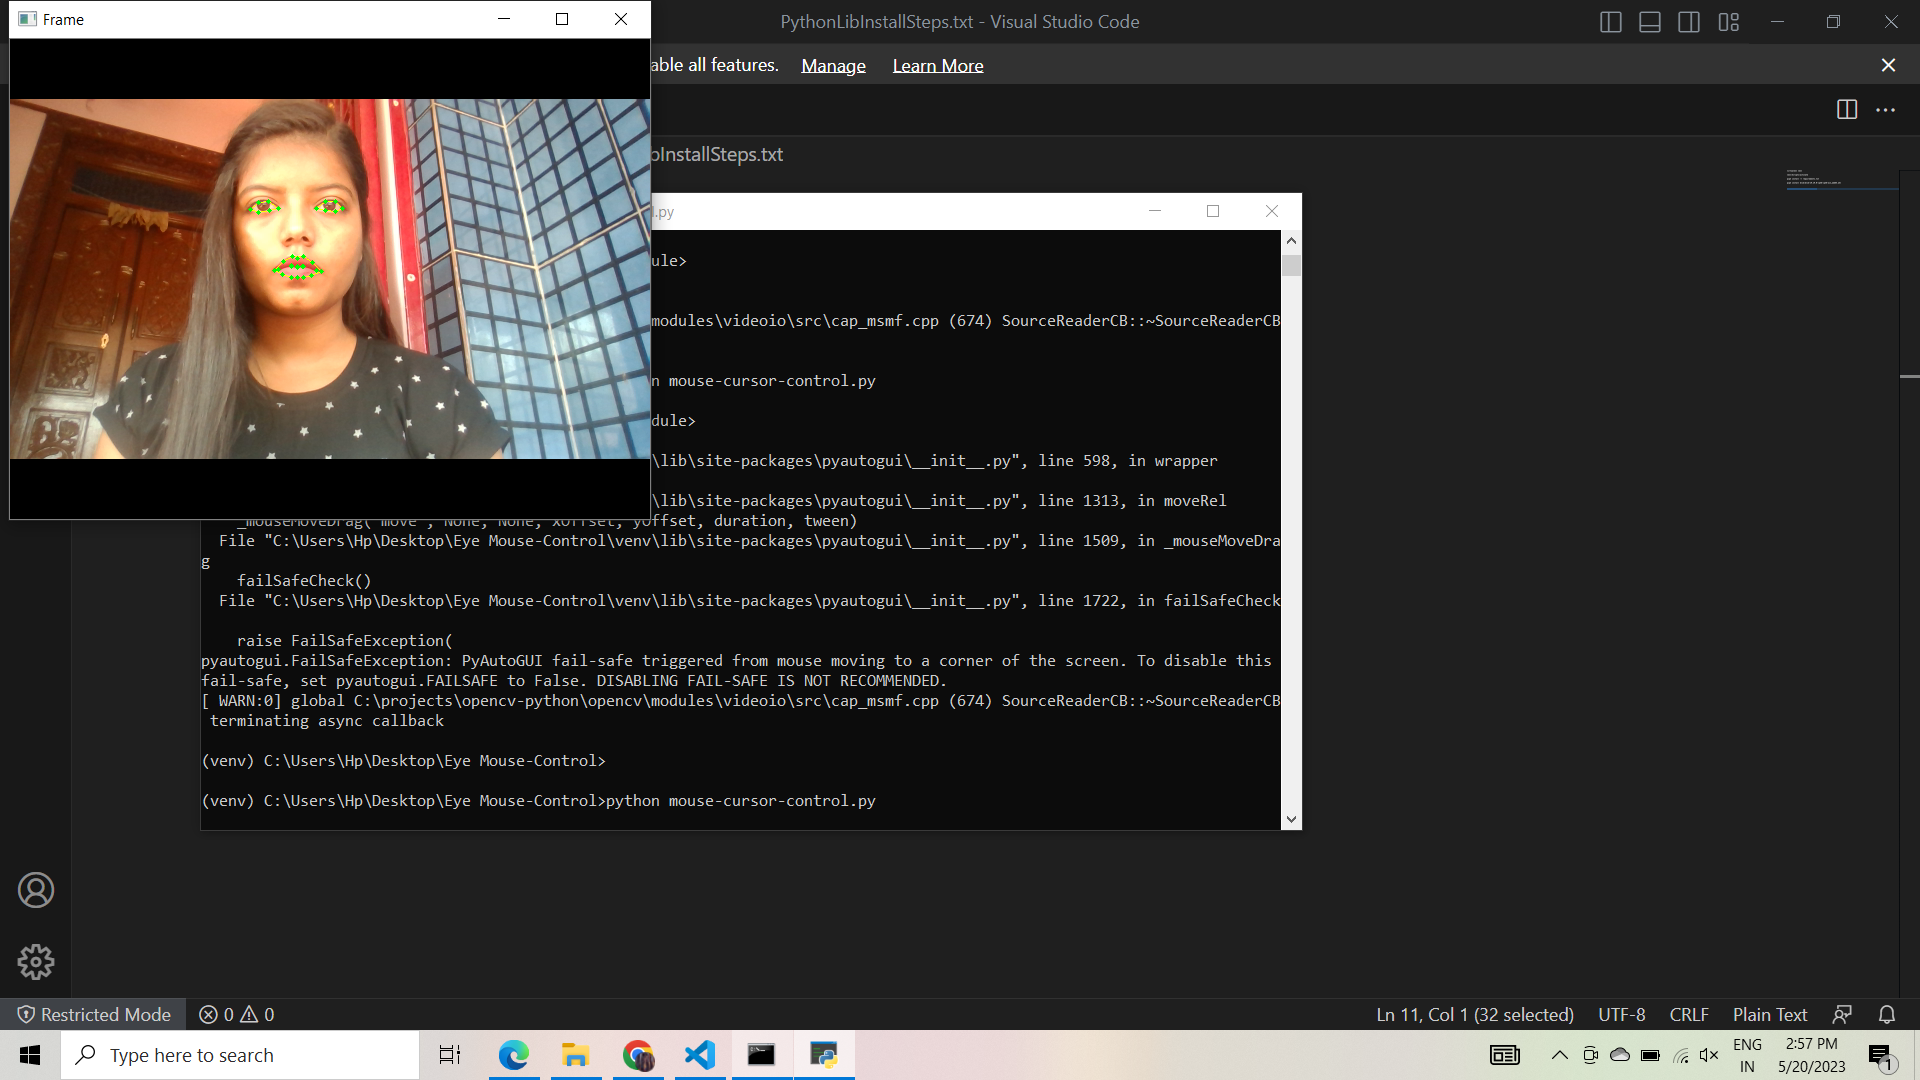 Frame
PythonLibInstallSteps.txt - Visual Studio Code
able all features. Manage Learn More
bInstallSteps.txt
.py
ule>
modules\videoio\src\cap_msmf.cpp (674) SourceReaderCB::~SourceReaderCB
n mouse-cursor-control.py
dule>
\lib\site-packages\pyautogui\__init__.py", line 598, in wrapper
\lib\site-packages\pyautogui\__init__.py", line 1313, in moveRel
_mouseMoveDrag("move", None, None, xOffset, yOffset, duration, tween)
File "C:\Users\Hp\Desktop\Eye Mouse-Control\venv\lib\site-packages\pyautogui\__init__.py", line 1509, in _mouseMoveDra
g
failSafeCheck()
File "C:\Users\Hp\Desktop\Eye Mouse-Control\venv\lib\site-packages\pyautogui\__init__.py", line 1722, in failSafeCheck
raise FailSafeException(
pyautogui.FailSafeException: PyAutoGUI fail-safe triggered from mouse moving to a corner of the screen. To disable this
fail-safe, set pyautogui.FAILSAFE to False. DISABLING FAIL-SAFE IS NOT RECOMMENDED.
[ WARN:0] global C:\projects\opencv-python\opencv\modules\videoio\src\cap_msmf.cpp (674) SourceReaderCB::~SourceReaderCB
terminating async callback
(venv) C:\Users\Hp\Desktop\Eye Mouse-Control>
(venv) C:\Users\Hp\Desktop\Eye Mouse-Control>python mouse-cursor-control.py
Restricted Mode 0 0 Ln 11, Col 1 (32 selected) UTF-8 CRLF Plain Text
Type here to search
ENG
IN
2:57 PM
5/20/2023
1